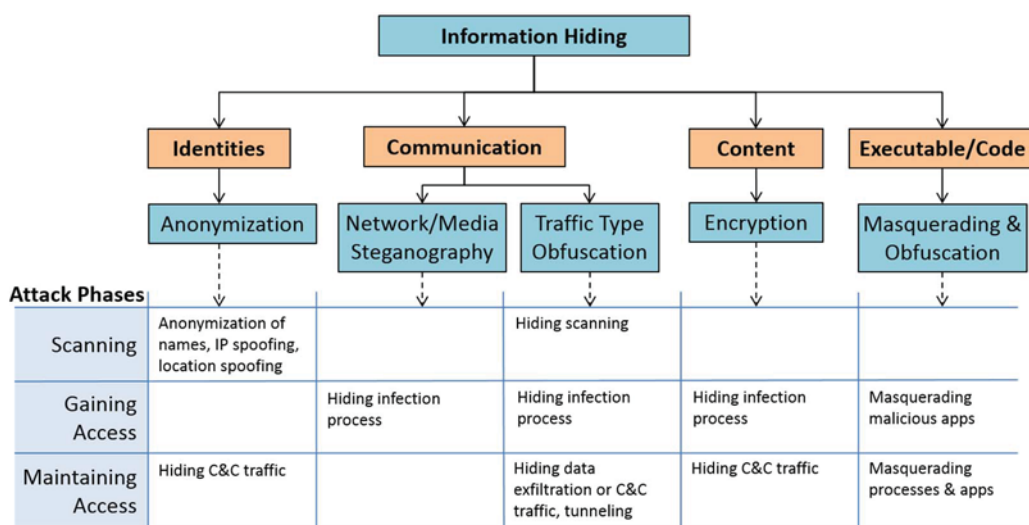 Information Hiding
Identities
Communication
Content
Executable/Code
Anonymization
Network/Media
Steganography
Traffic Type
Obfuscation
Encryption
Masquerading &
Obfuscation
Attack Phases
Scanning
Anonymization of
names, IP spoofing,
location spoofing
Hiding scanning
Gaining
Access
Hiding infection
process
Hiding infection
process
Hiding infection
process
Masquerading
malicious apps
Maintaining
Access
Hiding C&C traffic
Hiding data
exfiltration or C&C
traffic, tunneling
Hiding C&C traffic
Masquerading
processes & apps